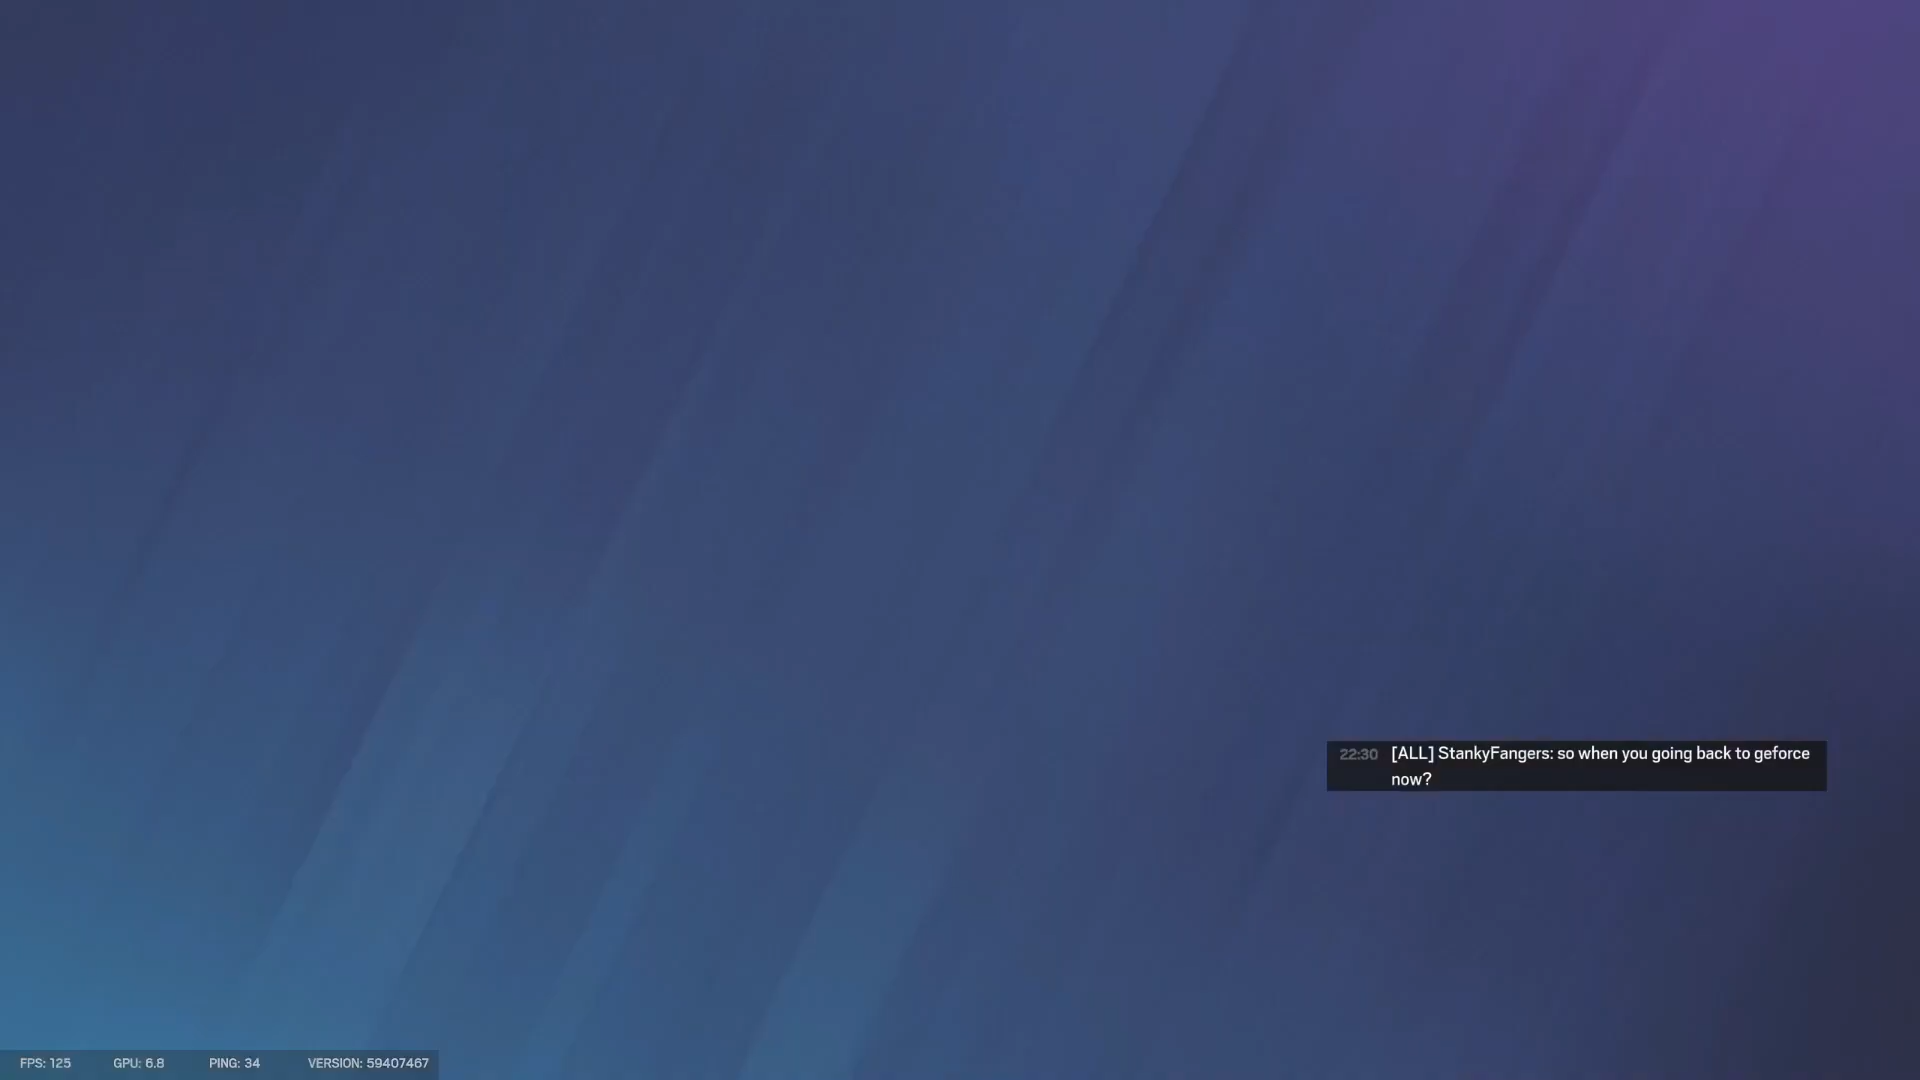 22:30 [ALL] StankyFangers: so when you going back to geforce
now?
FPS: 125 GPU: 6.8 PING: 34 VERSION: 59407467